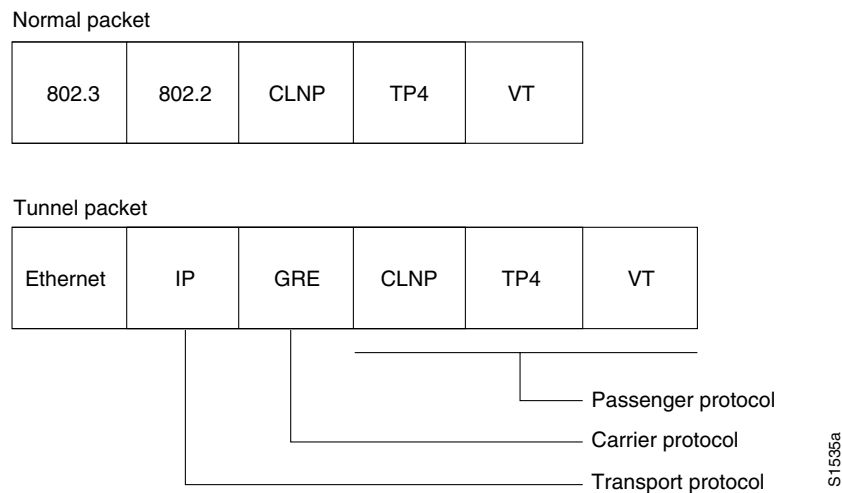 Normal packet
802.3 802.2 CLNP TP4 VT
Tunnel packet
Ethernet IP GRE CLNP TP4 VT
Passenger protocol
Carrier protocol
Transport protocol
S1535a